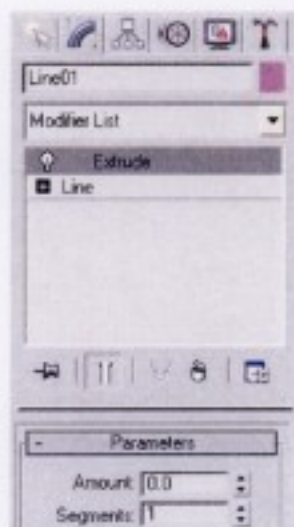 Line01
Modifier List
Extrude
Line
Parameters
Amount: 0.0
Segments: 1